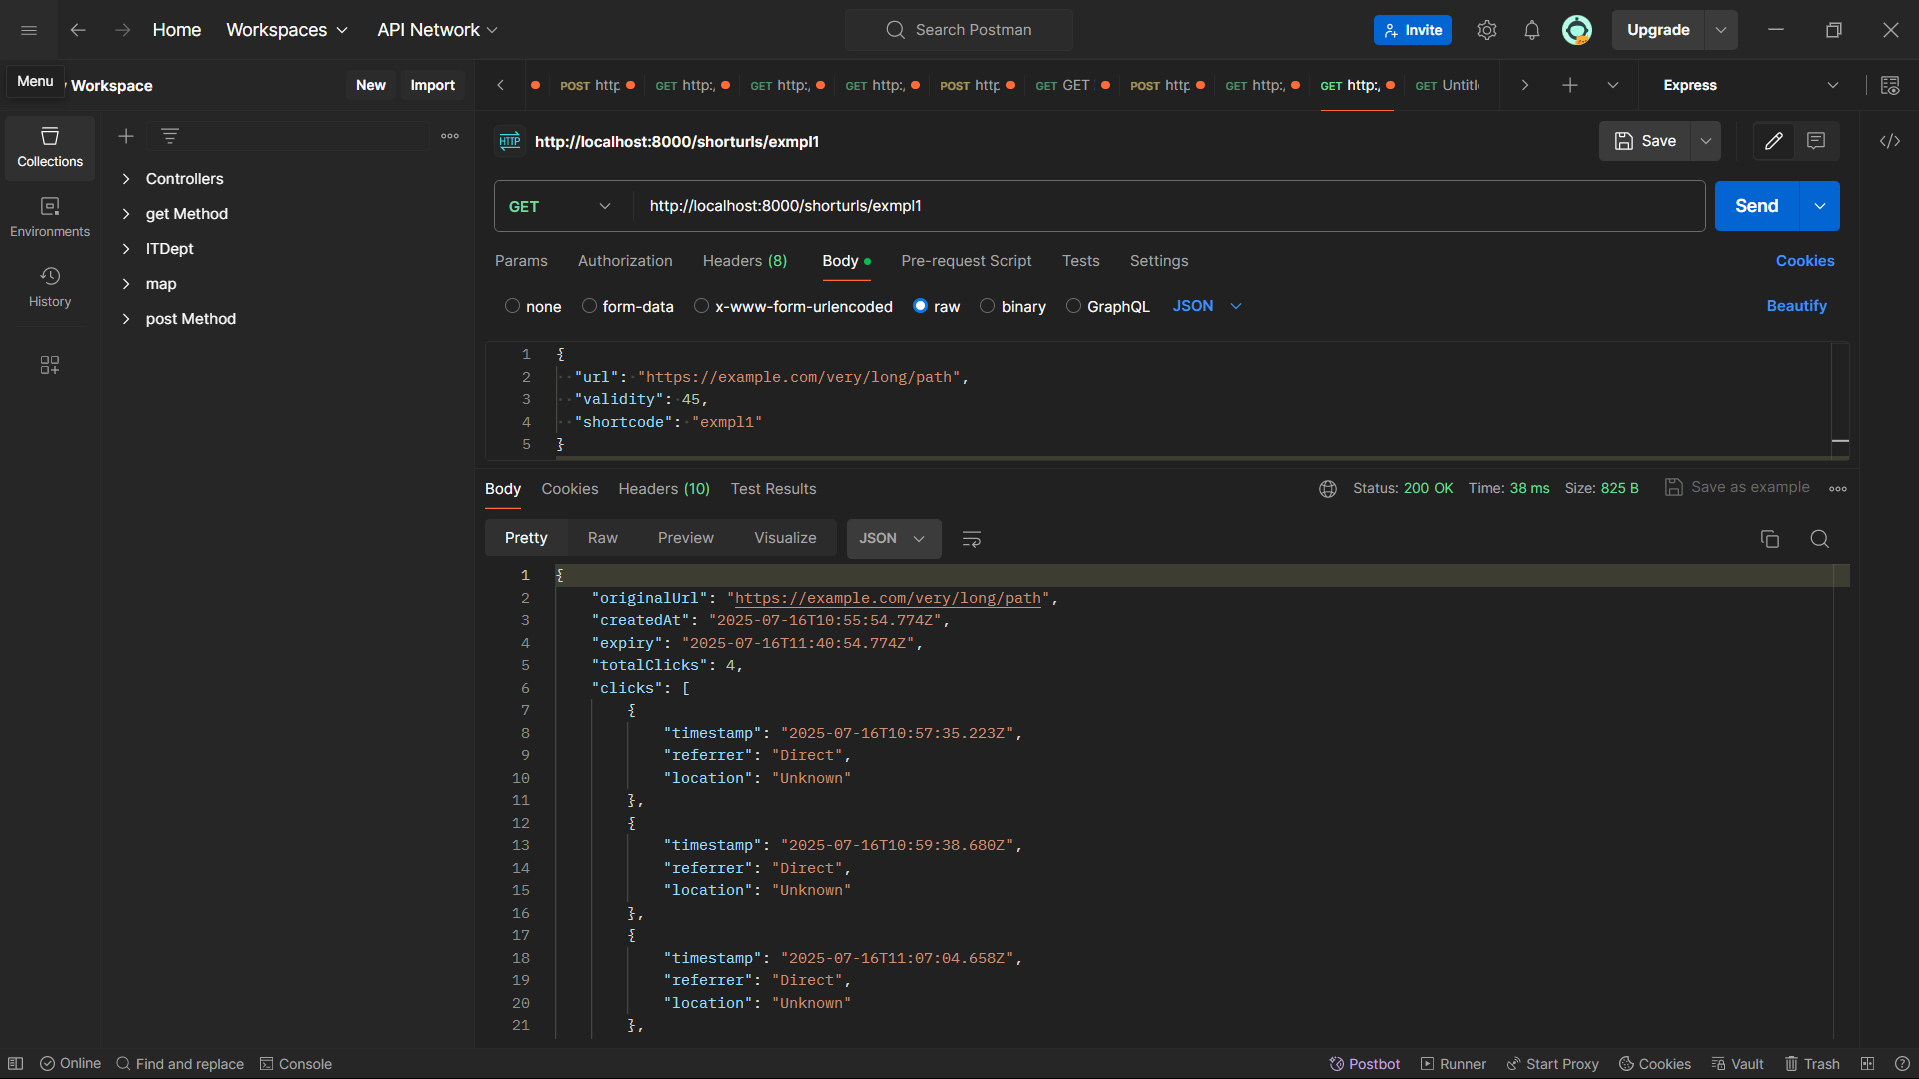 Home
Workspaces
API Network
Search Postman
Invite
Upgrade
Menu
Workspace
New
Import
POST http
GET http:/
GET http:/
GET http:/
POST http
GET GET
POST http
GET http:/
GET http:/
GET Untitl
Express
Collections
Environments
History
Controllers
get Method
ITDept
map
post Method
HTTP
http://localhost:8000/shorturls/exmpl1
Save
GET
http://localhost:8000/shorturls/exmpl1
Send
Params
Authorization
Headers (8)
Body
Pre-request Script
Tests
Settings
Cookies
none
form-data
x-www-form-urlencoded
raw
binary
GraphQL
JSON
Beautify
1 {
2 "url": "https://example.com/very/long/path",
3 "validity": 45,
4 "shortcode": "exmpl1"
5 }
Body
Cookies
Headers (10)
Test Results
Status: 200 OK
Time: 38 ms
Size: 825 B
Save as example
Pretty
Raw
Preview
Visualize
JSON
1 {
2 "originalUrl": "https://example.com/very/long/path",
3 "createdAt": "2025-07-16T10:55:54.774Z",
4 "expiry": "2025-07-16T11:40:54.774Z",
5 "totalClicks": 4,
6 "clicks": [
7 {
8 "timestamp": "2025-07-16T10:57:35.223Z",
9 "referrer": "Direct",
10 "location": "Unknown"
11 },
12 {
13 "timestamp": "2025-07-16T10:59:38.680Z",
14 "referrer": "Direct",
15 "location": "Unknown"
16 },
17 {
18 "timestamp": "2025-07-16T11:07:04.658Z",
19 "referrer": "Direct",
20 "location": "Unknown"
21 },
Online
Find and replace
Console
Postbot
Runner
Start Proxy
Cookies
Vault
Trash